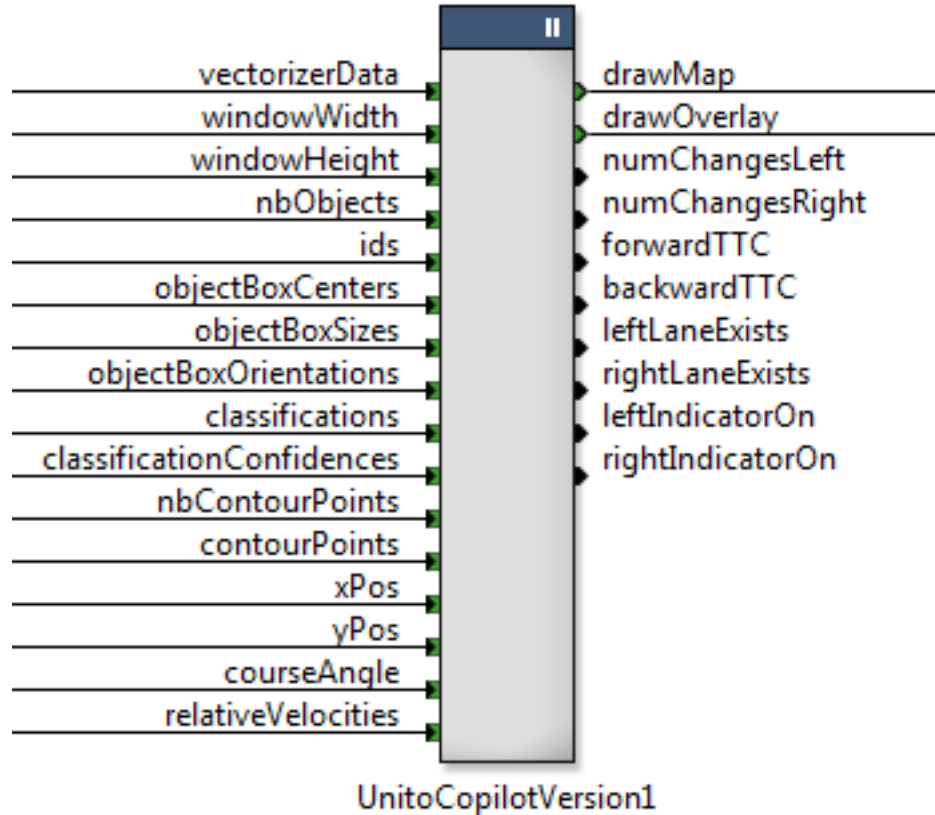 vectorizerData
windowWidth
windowHeight
nbObjects
ids
objectBoxCenters
objectBoxSizes
objectBoxOrientations
classifications
classificationConfidences
nbContourPoints
contourPoints
xPos
yPos
courseAngle
relativeVelocities
drawMap
drawOverlay
numChangesLeft
numChangesRight
forwardTTC
backwardTTC
leftLaneExists
rightLaneExists
leftIndicatorOn
rightIndicatorOn
UnitoCopilotVersion1